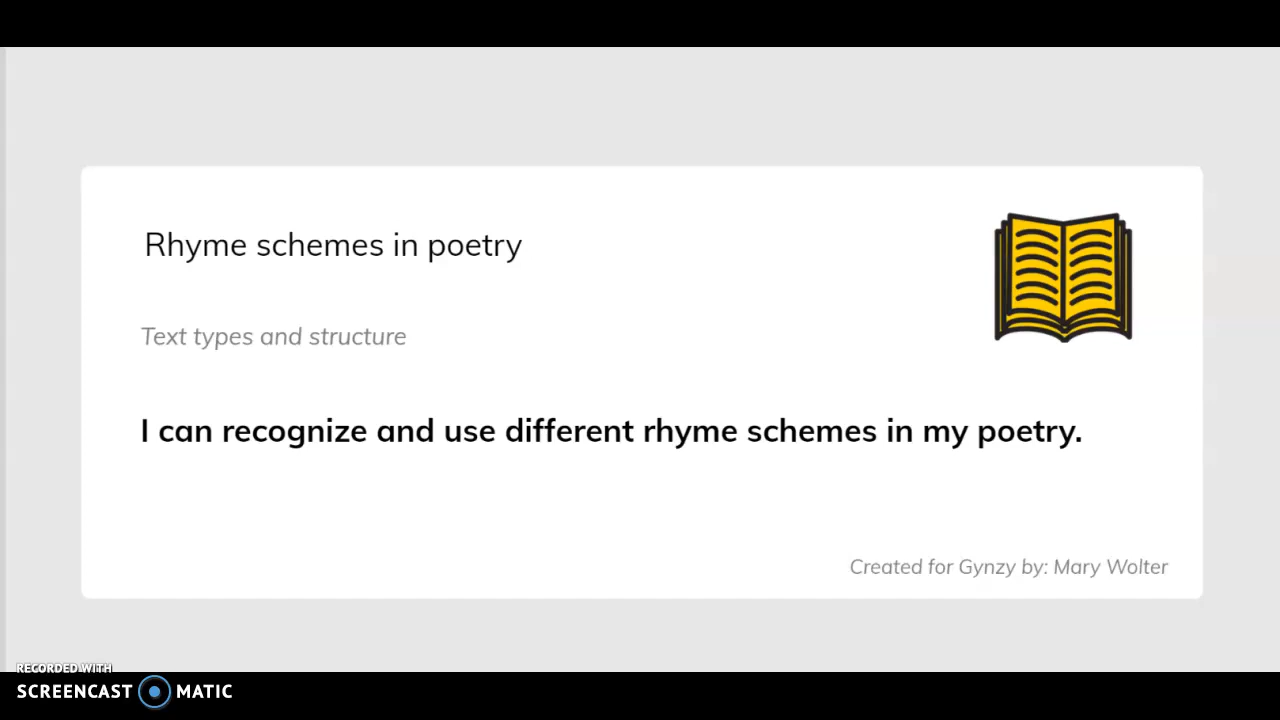 Rhyme schemes in poetry
Text types and structure
I can recognize and use different rhyme schemes in my poetry.
Created for Gynzy by: Mary Wolter
RECORDED WITH
SCREENCAST MATIC